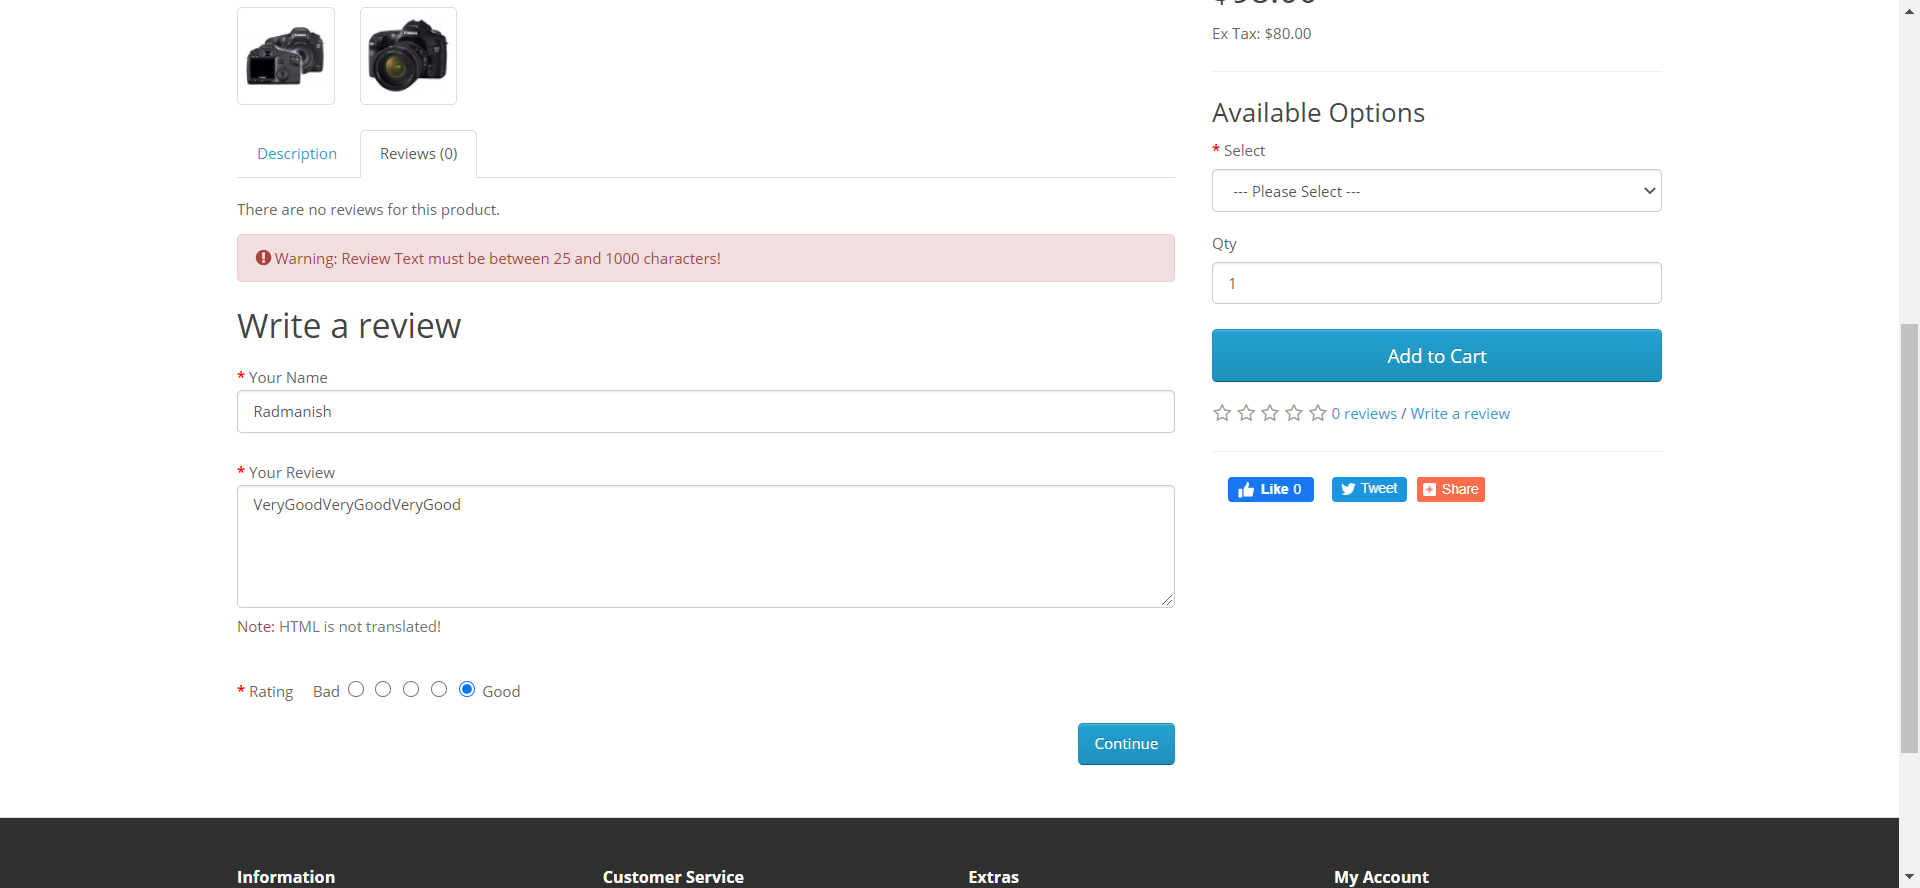 Ex Tax: $80.00
Description
Reviews (0)
There are no reviews for this product.
Warning: Review Text must be between 25 and 1000 characters!
Write a review
* Your Name
Radmanish
* Your Review
VeryGoodVeryGoodVeryGood
Note: HTML is not translated!
* Rating Bad Good
Continue
Available Options
* Select
--- Please Select ---
Qty
1
Add to Cart
0 reviews / Write a review
Like 0
Tweet
Share
Information
Customer Service
Extras
My Account